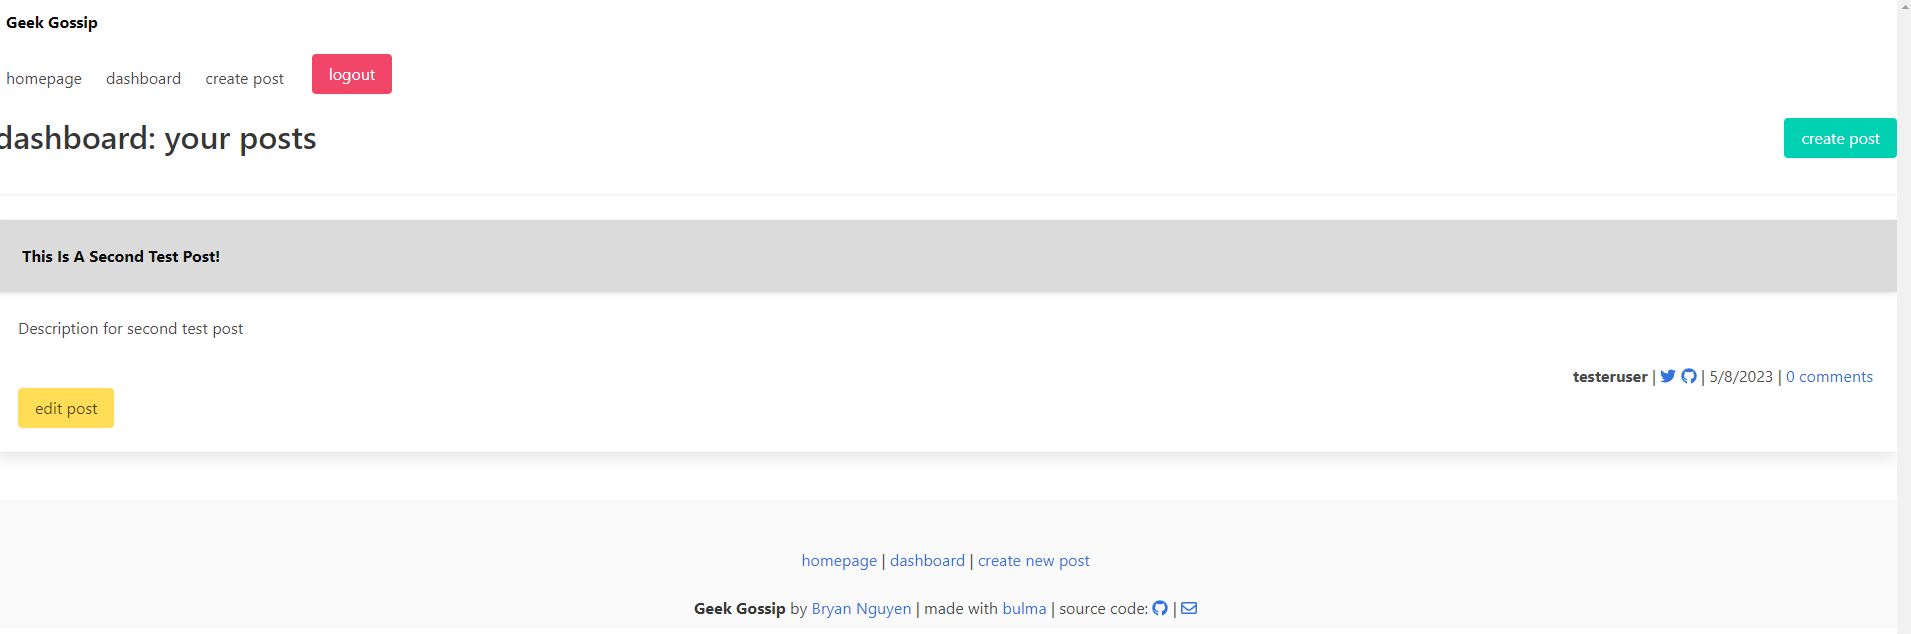 Geek Gossip
homepage dashboard create post logout
dashboard: your posts create post
This Is A Second Test Post!
Description for second test post
testeruser | | 5/8/2023 | 0 comments
edit post
homepage | dashboard | create new post
Geek Gossip by Bryan Nguyen | made with bulma | source code: |